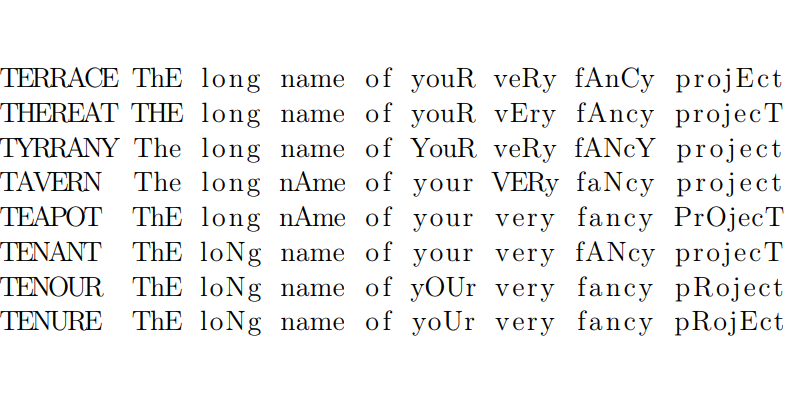 TERRACE ThE long name of youR veRy fAnCy projEct
THEREAT THE long name of youR vEry fAncy projecT
TYRRANY The long name of YouR veRy fANcY project
TAVERN The long nAme of your VERy faNcy project
TEAPOT ThE long nAme of your very fancy PrOjecT
TENANT ThE loNg name of your very fANcy projecT
TENOUR ThE loNg name of yOUr very fancy pRoject
TENURE ThE loNg name of yoUr very fancy pRojEct